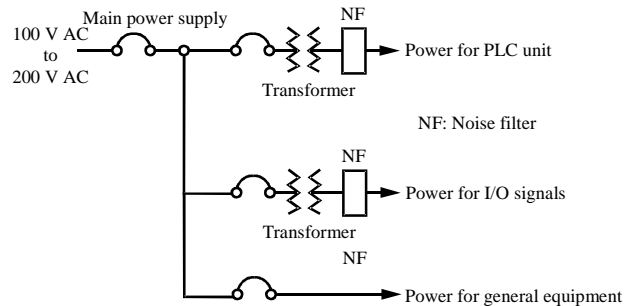 Main power supply
100 V AC
to
200 V AC
NF
Power for PLC unit
Transformer
NF: Noise filter
NF
Power for I/O signals
Transformer
NF
Power for general equipment